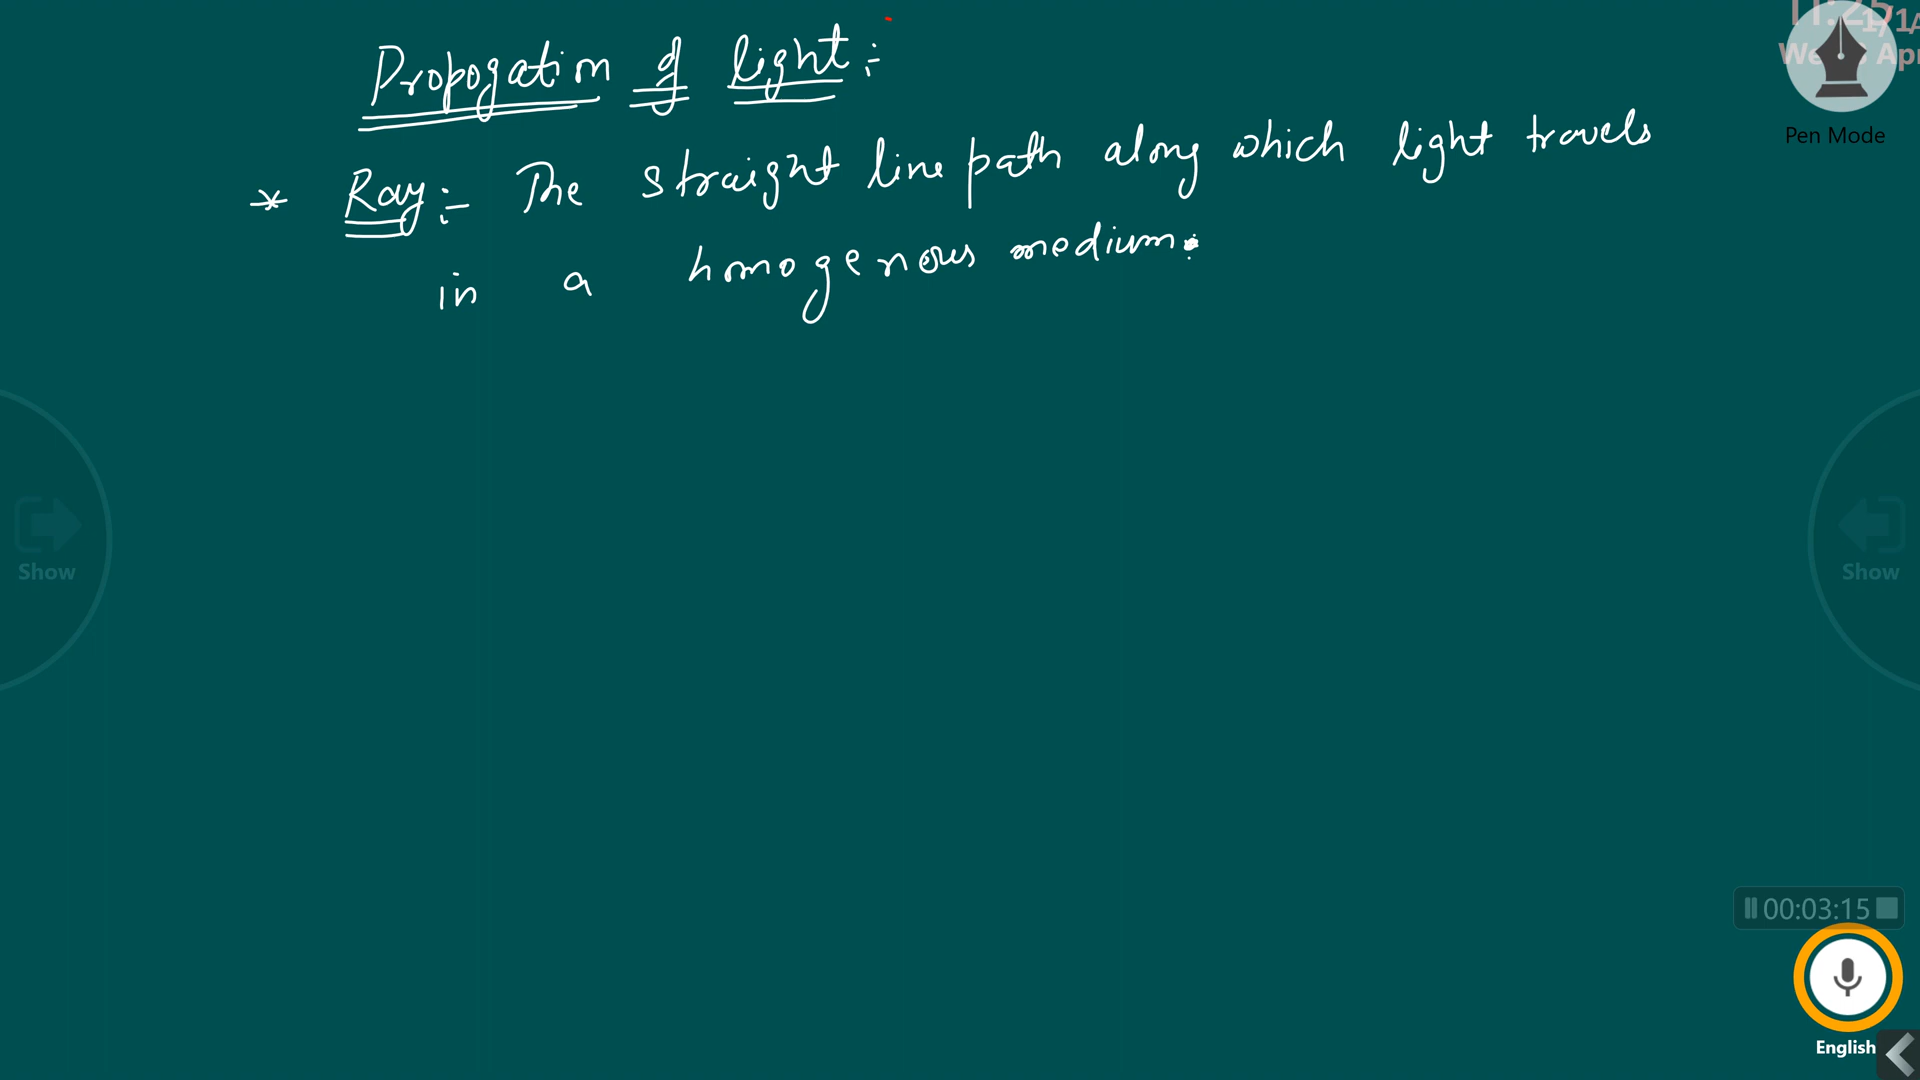 Propogation of light :-
* Ray :- The straight line path along which light travels
in a homogenous medium.
Pen Mode
Show
Show
00:03:15
English